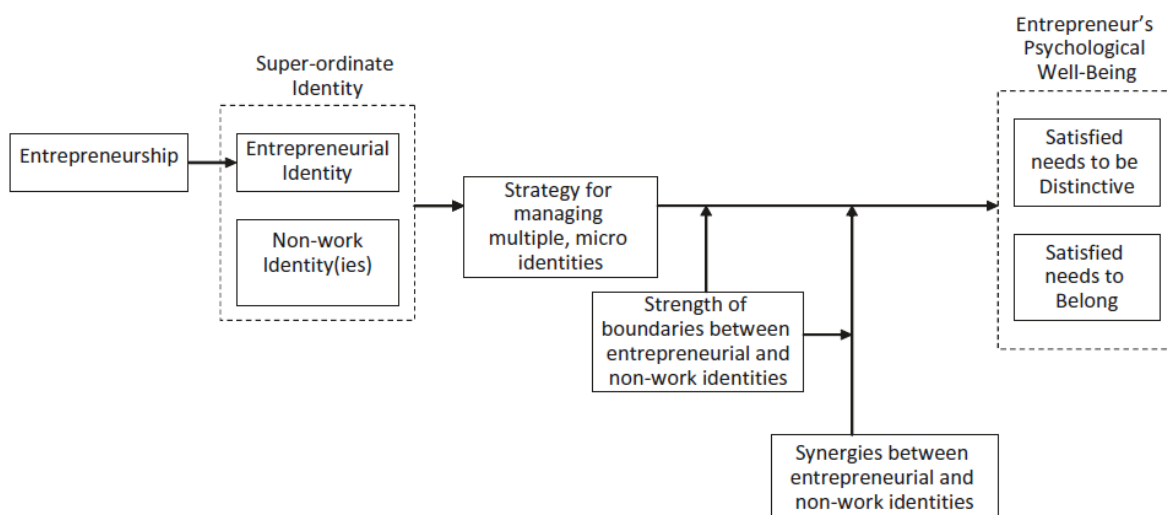 Entrepreneur's
Psychological
Well-Being
Super-ordinate
Identity
Entrepreneurship
Entrepreneurial
Identity
Non-work
Identity(ies)
Strategy for
managing
multiple, micro
identities
Satisfied
needs to be
Distinctive
Satisfied
needs to
Belong
Strength of
boundaries between
entrepreneurial and
non-work identities
Synergies between
entrepreneurial and
non-work identities